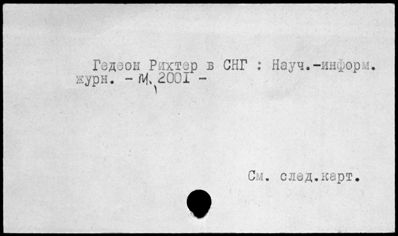 Гедеон Рихтер в СНГ : Науч.-информ.
журн. - М, 2001 -
См. след.карт.